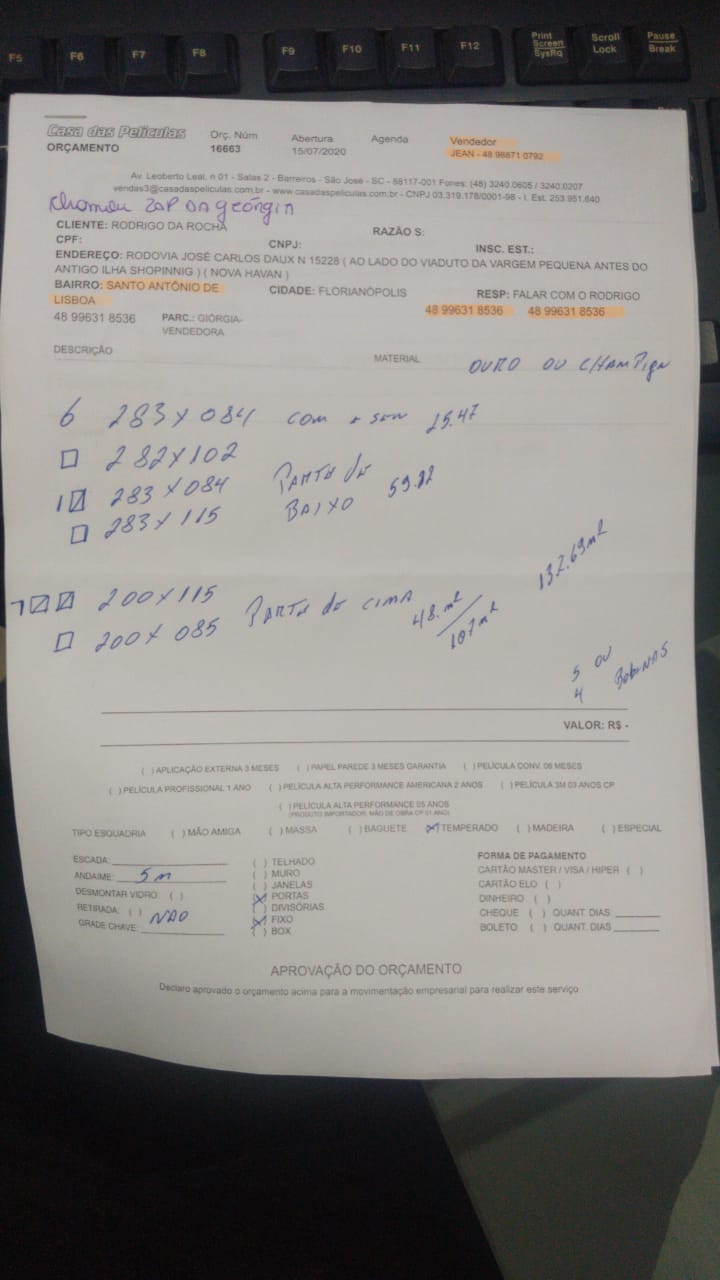 F5 F6 F7 F8 F9 F10 F11 F12 Print Screen SysRq Scroll Lock Pause Break
Casa das Películas Orç. Núm Abertura Agenda Vendedor
ORÇAMENTO 16663 15/07/2020 JEAN - 48 98871 0792
Av. Leoberto Leal, n 01 - Salas 2 - Barreiros - São José - SC - 88117-001 Fones: (48) 3240.0605 / 3240.0207
vendas3@casadaspeliculas.com.br - www.casadaspeliculas.com.br - CNPJ 03.319.178/0001-98 - I. Est. 253.951.640
chamou ZAP DA geórgia
CLIENTE: RODRIGO DA ROCHA RAZÃO S:
CPF: CNPJ: INSC. EST.:
ENDEREÇO: RODOVIA JOSÉ CARLOS DAUX N 15228 ( AO LADO DO VIADUTO DA VARGEM PEQUENA ANTES DO
ANTIGO ILHA SHOPINNIG ) ( NOVA HAVAN )
BAIRRO: SANTO ANTÔNIO DE CIDADE: FLORIANÓPOLIS RESP: FALAR COM O RODRIGO
LISBOA 48 99631 8536 48 99631 8536
48 99631 8536 PARC.: GIÓRGIA-
VENDEDORA
DESCRIÇÃO MATERIAL OURO OU CHAMPIGN
6 283 X 084 COM 25.47
282 X 102
1 283 X 084 PARTE DE 59.22
283 X 115 BAIXO
7 200 X 115 PARTE DE CIMA 48. m² 132.69 m²
200 X 085 107 m²
5 OU
4 BOBINAS
VALOR: R$ -
( ) APLICAÇÃO EXTERNA 3 MESES ( ) PAPEL PAREDE 3 MESES GARANTIA ( ) PELÍCULA CONV. 06 MESES
( ) PELÍCULA PROFISSIONAL 1 ANO ( ) PELÍCULA ALTA PERFORMANCE AMERICANA 2 ANOS ( ) PELÍCULA 3M 03 ANOS CP
( ) PELÍCULA ALTA PERFORMANCE 05 ANOS
(PRODUTO IMPORTADOR, MÃO DE OBRA CP 01 ANO)
TIPO ESQUADRIA ( ) MÃO AMIGA ( ) MASSA ( ) BAGUETE (X) TEMPERADO ( ) MADEIRA ( ) ESPECIAL
ESCADA: ( ) TELHADO FORMA DE PAGAMENTO
ANDAIME: 5 m ( ) MURO CARTÃO MASTER / VISA / HIPER ( )
DESMONTAR VIDRO: ( ) ( ) JANELAS CARTÃO ELO ( )
RETIRADA: ( ) NÃO (X) PORTAS DINHEIRO ( )
GRADE CHAVE: ( ) DIVISÓRIAS CHEQUE ( ) QUANT. DIAS:
(X) FIXO BOLETO ( ) QUANT. DIAS
( ) BOX
APROVAÇÃO DO ORÇAMENTO
Declaro aprovado o orçamento acima para a movimentação empresarial para realizar este serviço